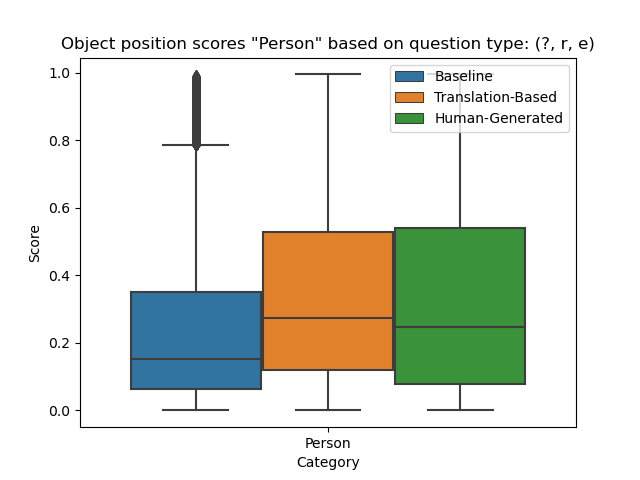 Object position scores "Person" based on question type: (?, r, e)
Baseline
Translation-Based
Human-Generated
1.0
0.8
0.6
0.4
0.2
0.0
Score
Person
Category